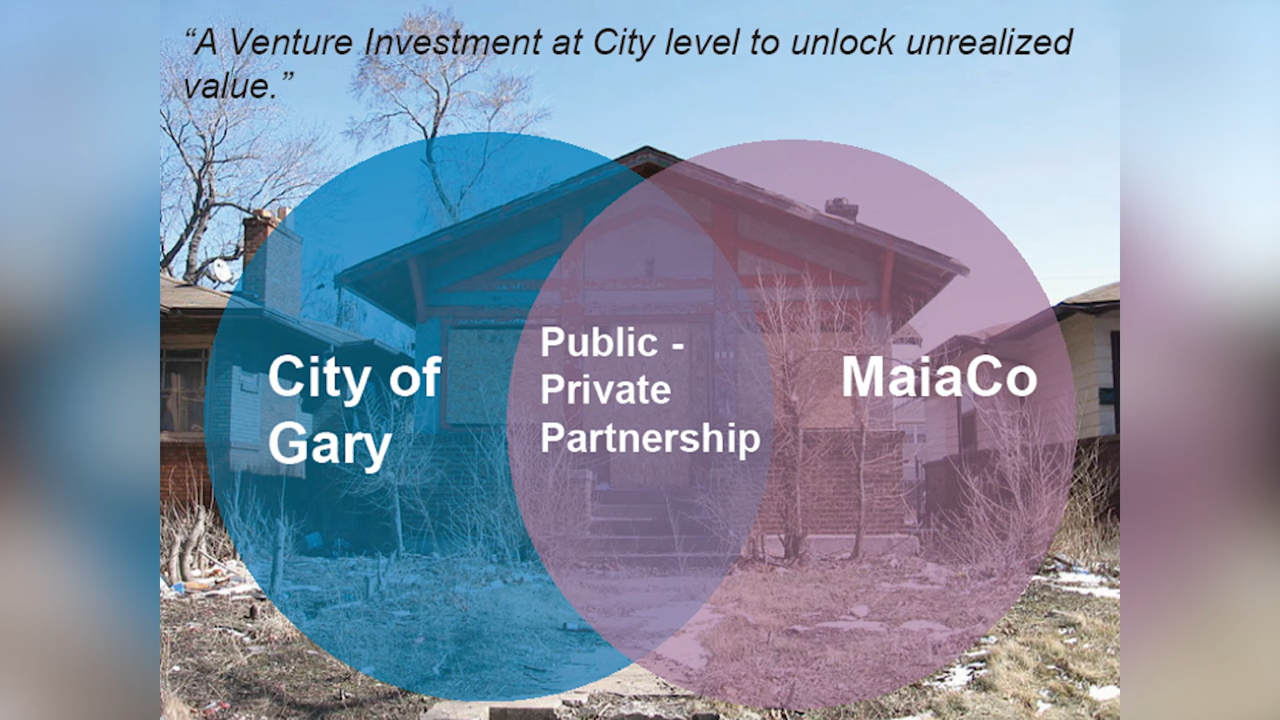 “A Venture Investment at City level to unlock unrealized
value.”
City of
Gary
Public -
Private
Partnership
MaiaCo